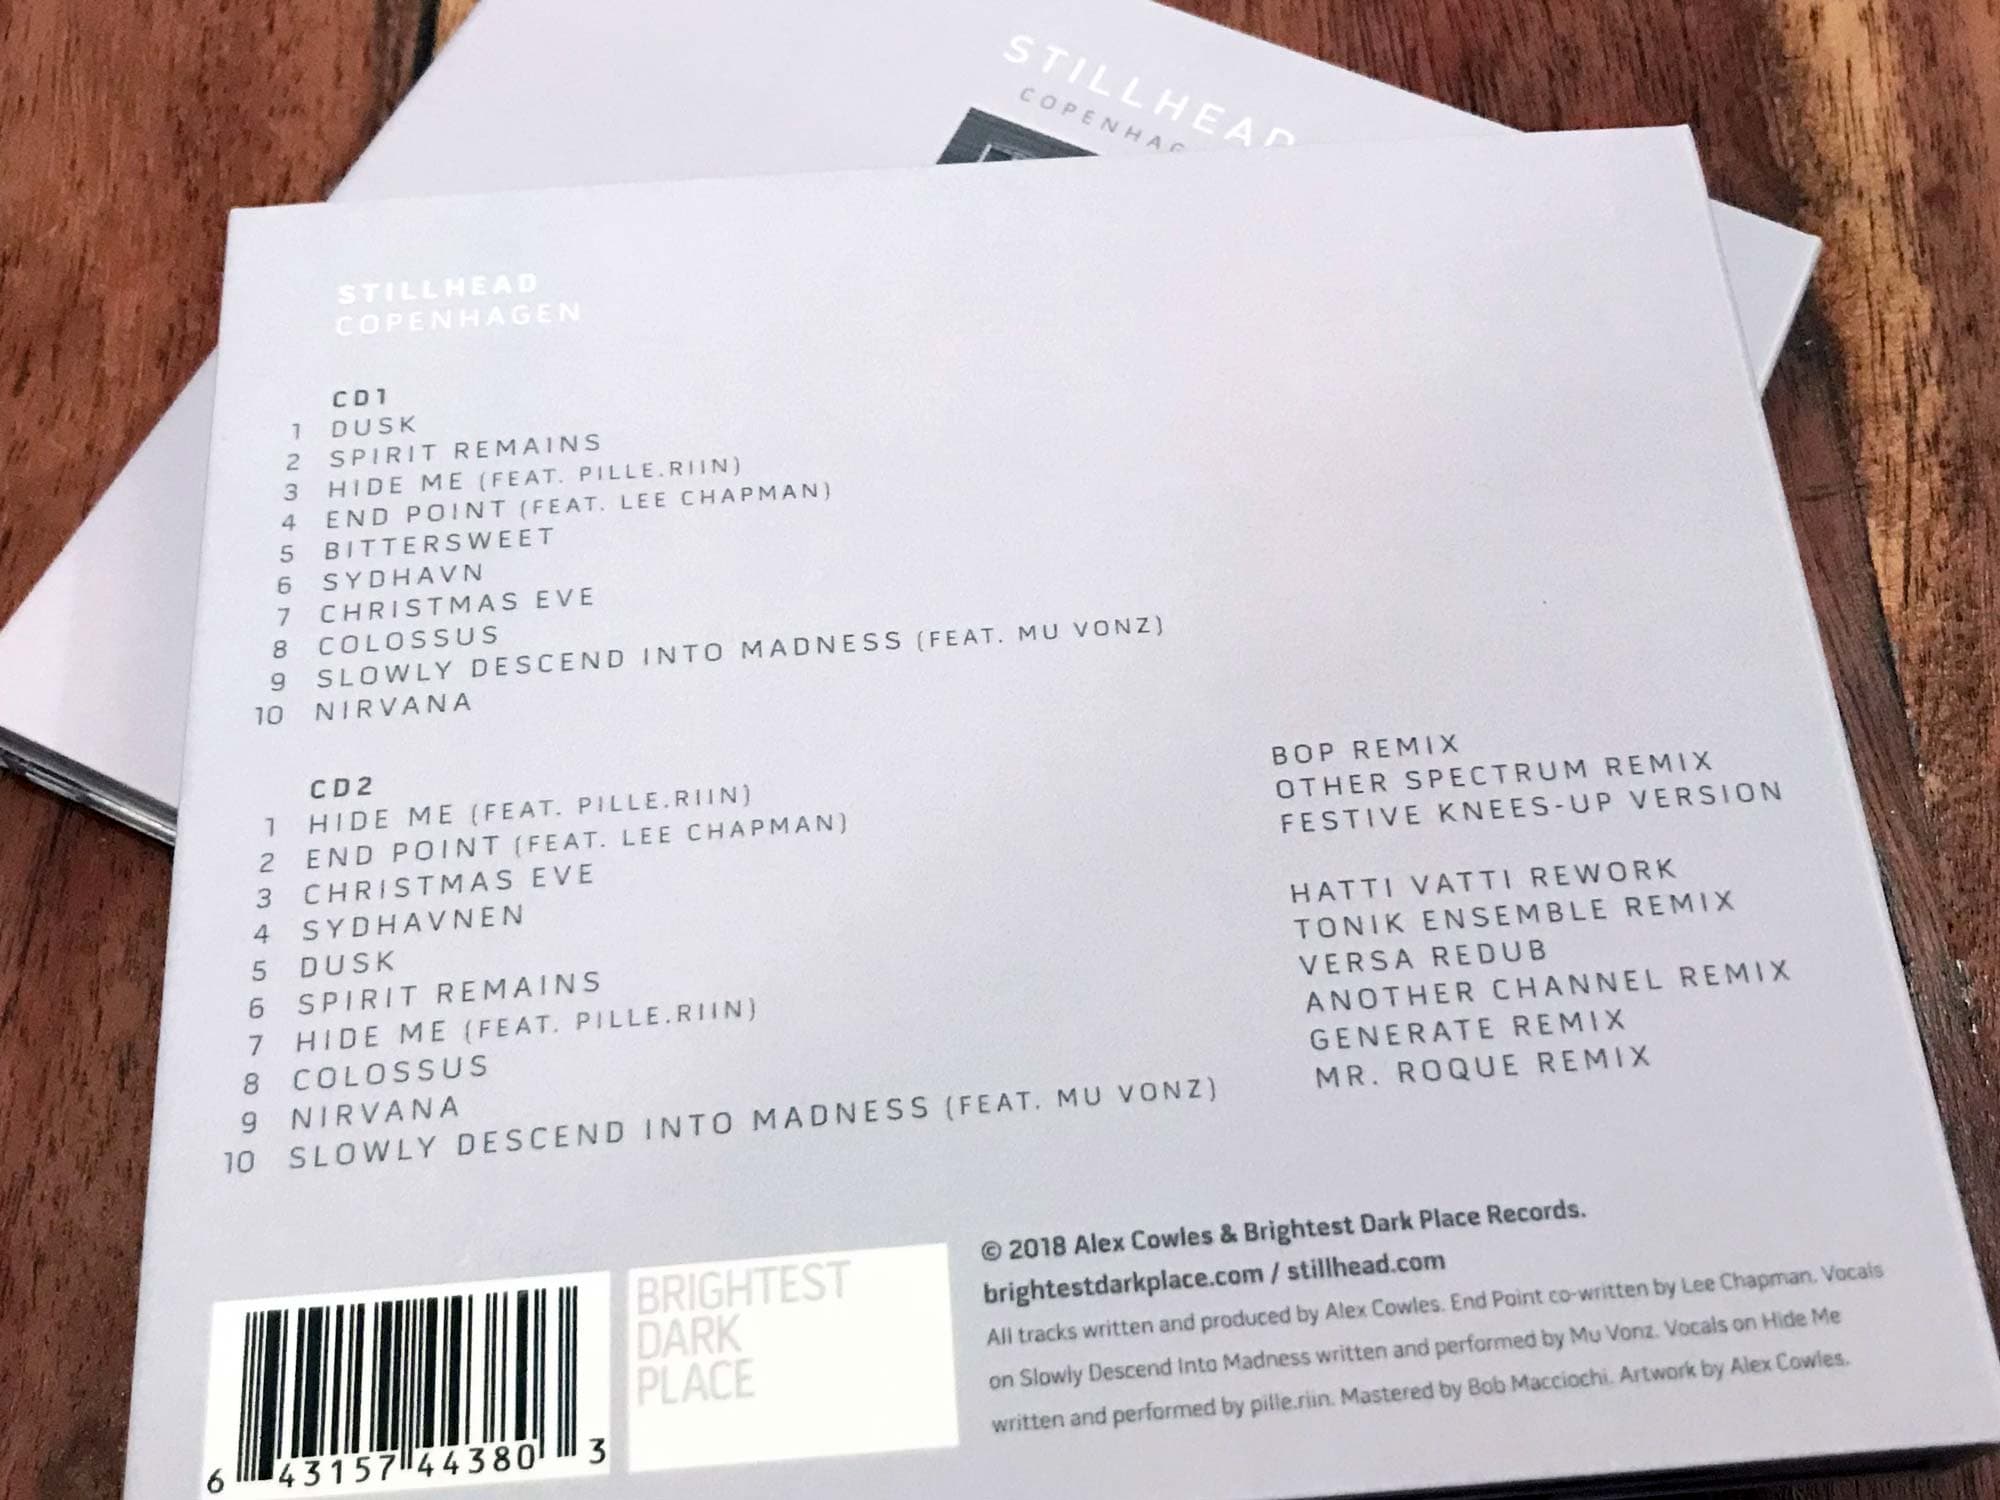 STILLHEAD
COPENHAG
STILLHEAD
COPENHAGEN
CD1
1 DUSK
2 SPIRIT REMAINS
3 HIDE ME (FEAT. PILLE.RIIN)
4 END POINT (FEAT. LEE CHAPMAN)
5 BITTERSWEET
6 SYDHAVN
7 CHRISTMAS EVE
8 COLOSSUS
9 SLOWLY DESCEND INTO MADNESS (FEAT. MU VONZ)
10 NIRVANA
CD2
1 HIDE ME (FEAT. PILLE.RIIN) BOP REMIX
2 END POINT (FEAT. LEE CHAPMAN) OTHER SPECTRUM REMIX
3 CHRISTMAS EVE FESTIVE KNEES-UP VERSION
4 SYDHAVNEN
5 DUSK HATTI VATTI REWORK
6 SPIRIT REMAINS TONIK ENSEMBLE REMIX
7 HIDE ME (FEAT. PILLE.RIIN) VERSA REDUB
8 COLOSSUS ANOTHER CHANNEL REMIX
9 NIRVANA GENERATE REMIX
10 SLOWLY DESCEND INTO MADNESS (FEAT. MU VONZ) MR. ROQUE REMIX
6 43157 44380 3
BRIGHTEST
DARK
PLACE
© 2018 Alex Cowles & Brightest Dark Place Records.
brightestdarkplace.com / stillhead.com
All tracks written and produced by Alex Cowles. End Point co-written by Lee Chapman. Vocals
on Slowly Descend Into Madness written and performed by Mu Vonz. Vocals on Hide Me
written and performed by pille.riin. Mastered by Bob Macciochi. Artwork by Alex Cowles.